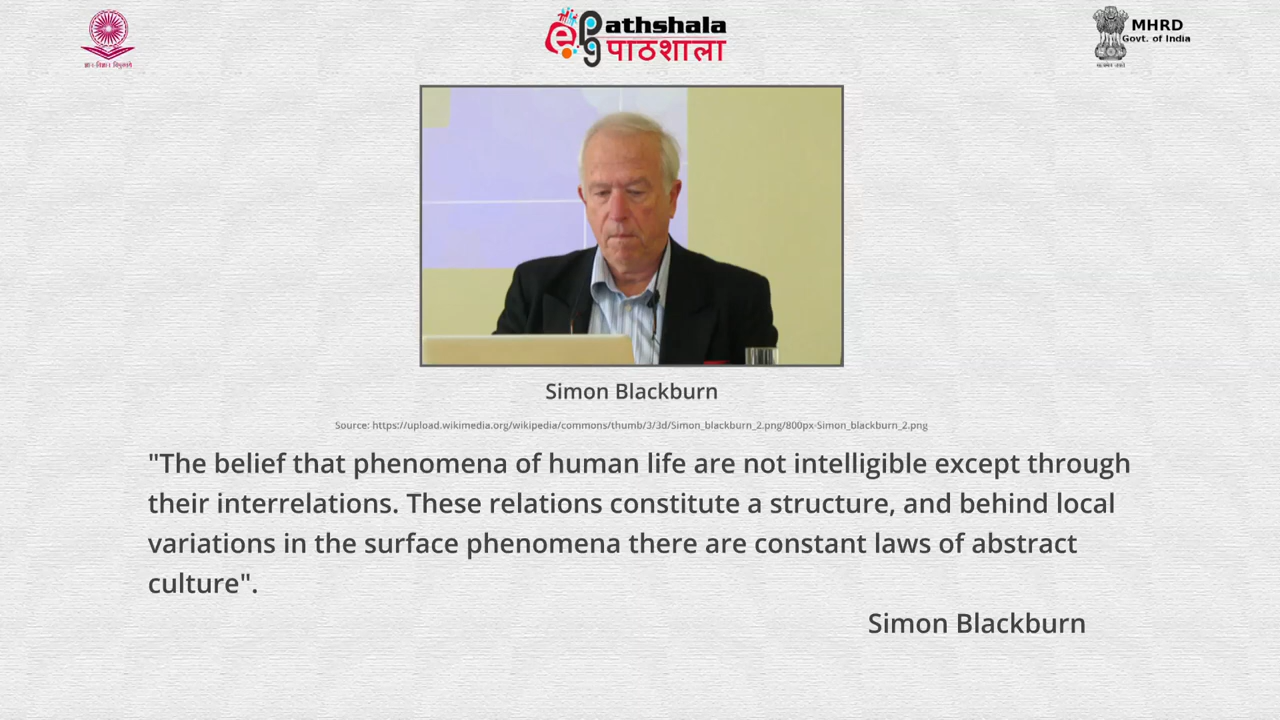 athshala
पाठशाला
MHRD
Govt. of India
Simon Blackburn
Source: https://upload.wikimedia.org/wikipedia/commons/thumb/3/3d/Simon_blackburn_2.png/800px-Simon_blackburn_2.png
"The belief that phenomena of human life are not intelligible except through
their interrelations. These relations constitute a structure, and behind local
variations in the surface phenomena there are constant laws of abstract
culture".
Simon Blackburn